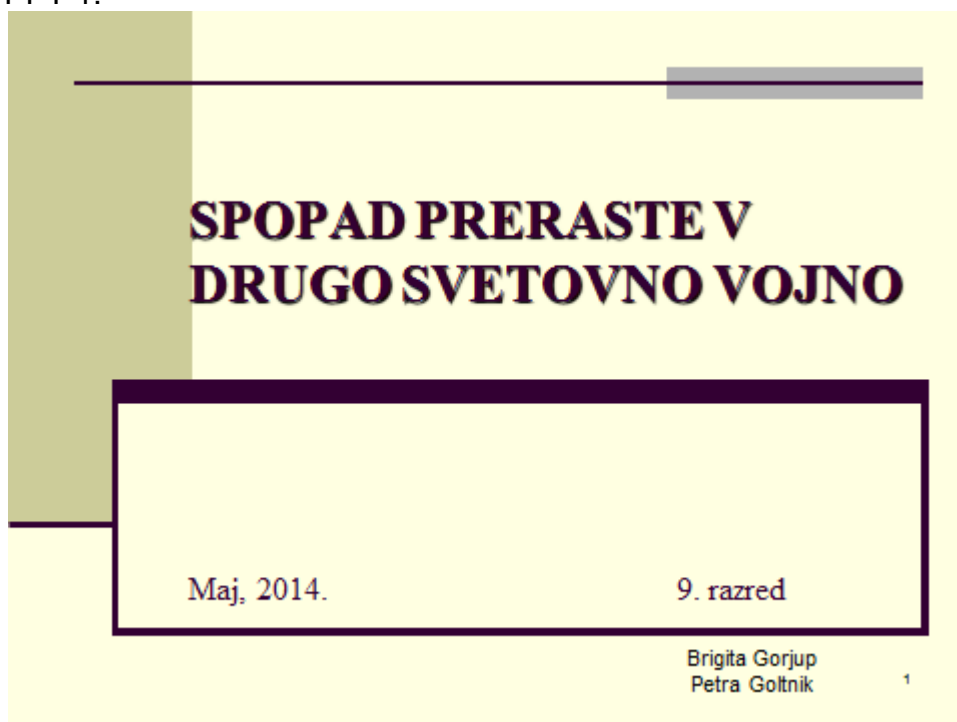 SPOPAD PRERASTE V
DRUGO SVETOVNO VOJNO
Maj, 2014. 9. razred
Brigita Gorjup
Petra Goltnik
1